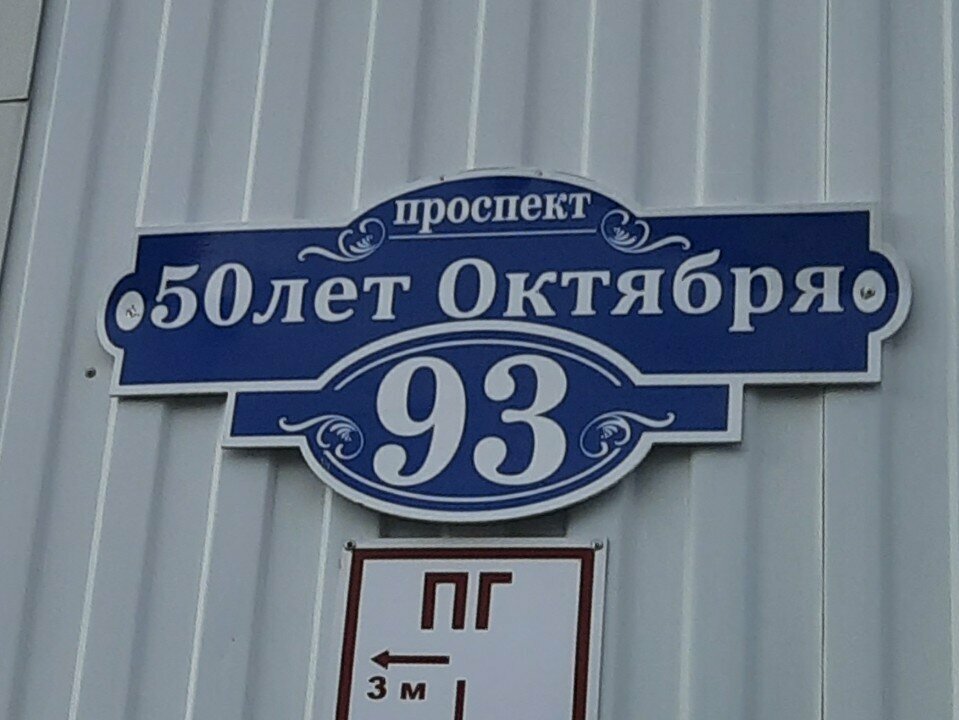 проспект
50лет Октября
93
ПГ
3 м